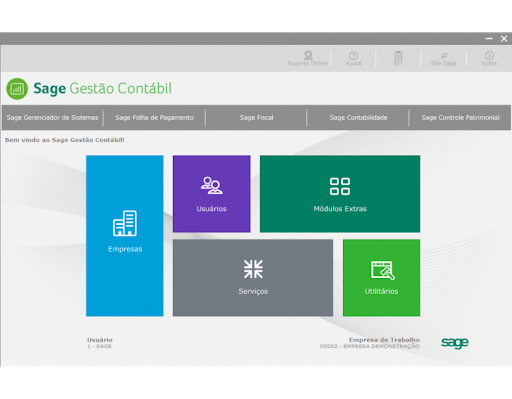 Suporte Online Ajuda BI? Site Sage Sobre
Sage Gestão Contábil
Sage Gerenciador de Sistemas Sage Folha de Pagamento Sage Fiscal Sage Contabilidade Sage Controle Patrimonial
Bem vindo ao Sage Gestão Contábil!
Empresas
Usuários
Módulos Extras
Serviços
Utilitários
Usuário
1 - SAGE
Empresa de Trabalho
00002 - EMPRESA DEMONSTRAÇÃO
sage